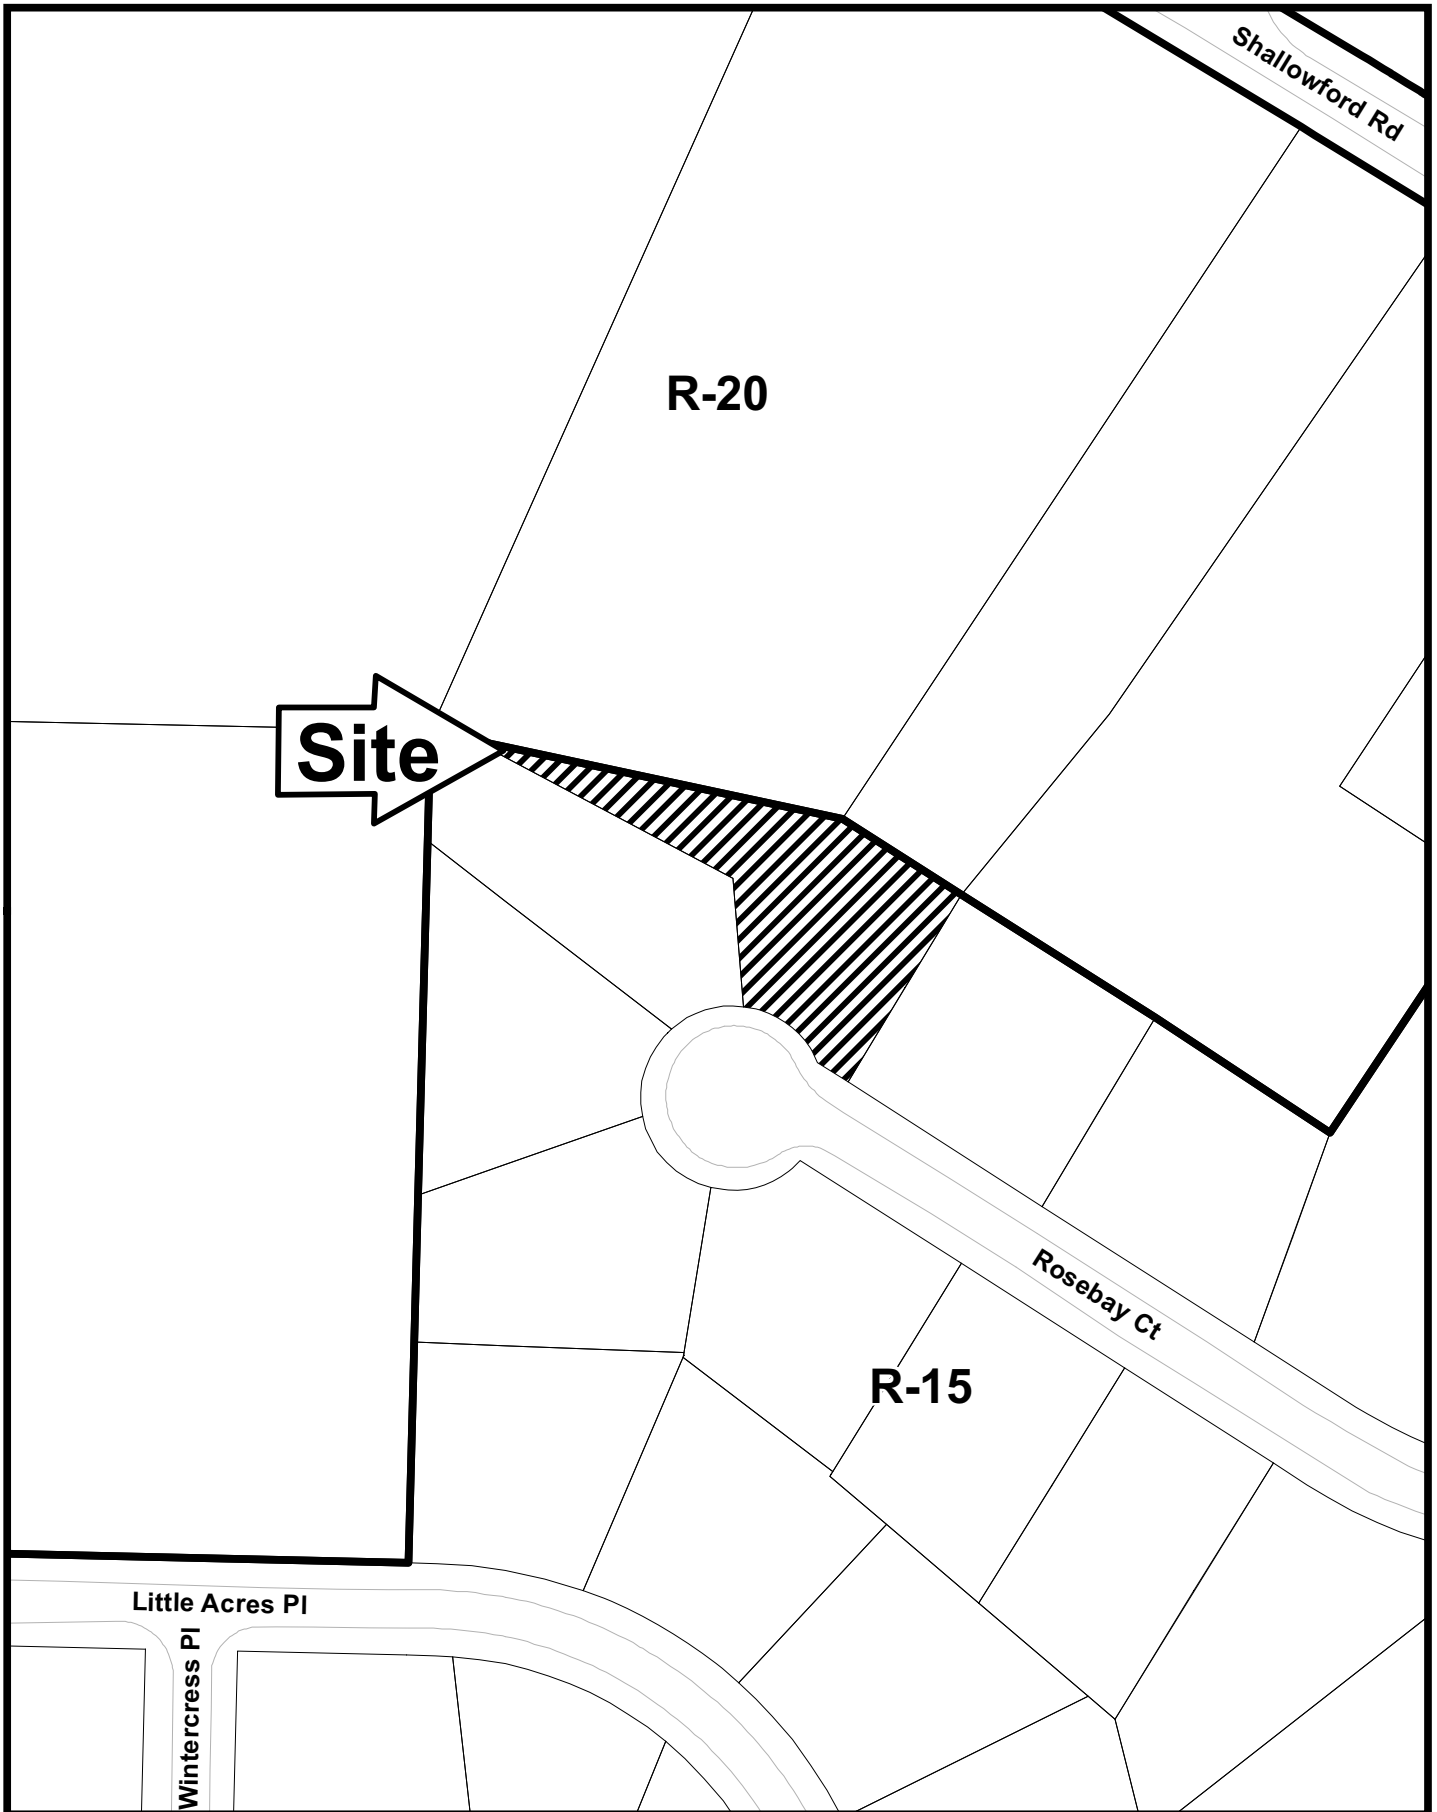 Shallowford Rd
R-20
Site
Rosebay Ct
R-15
Little Acres Pl
Wintercress Pl